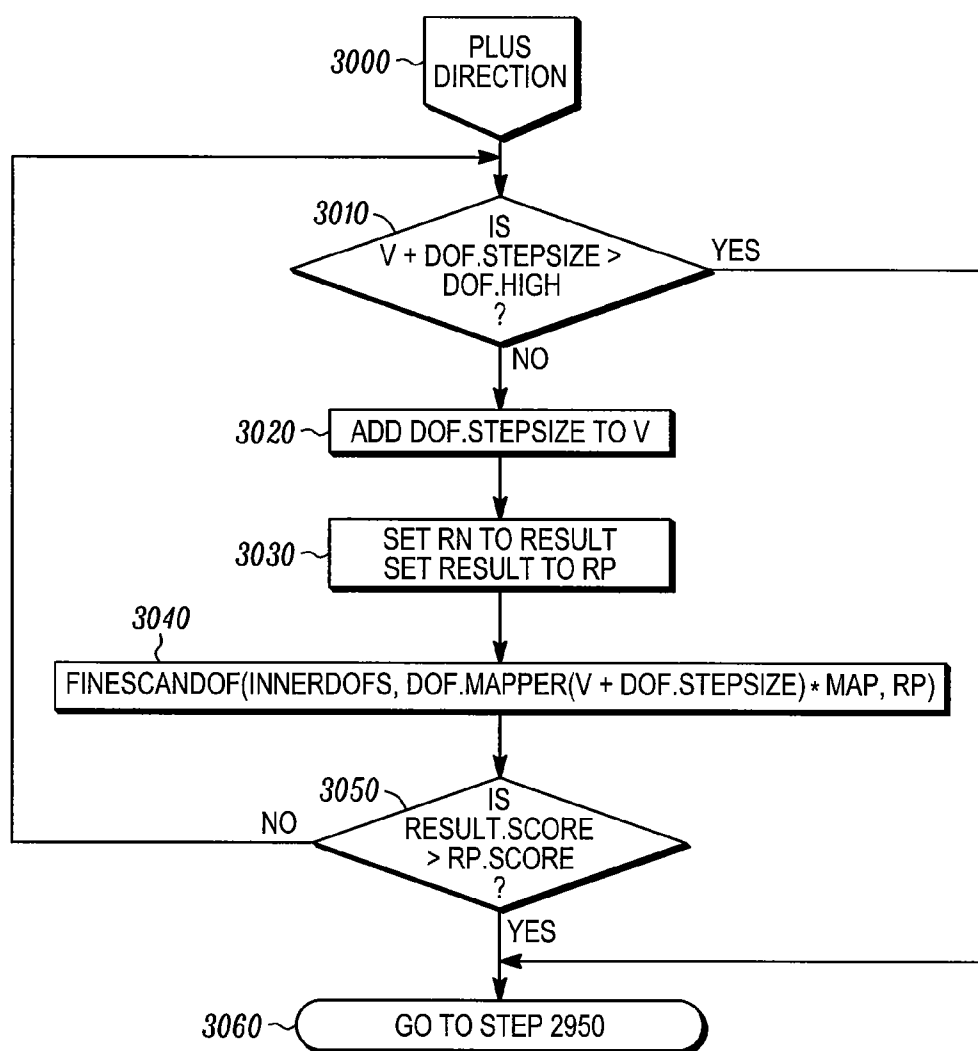 3000
PLUS
DIRECTION
3010
IS
V + DOF.STEPSIZE >
DOF.HIGH
?
YES
NO
3020
ADD DOF.STEPSIZE TO V
3030
SET RN TO RESULT
SET RESULT TO RP
3040
FINESCANDOF(INNERDOFS, DOF.MAPPER(V + DOF.STEPSIZE) * MAP, RP)
3050
IS
RESULT.SCORE
> RP.SCORE
?
NO
YES
3060
GO TO STEP 2950